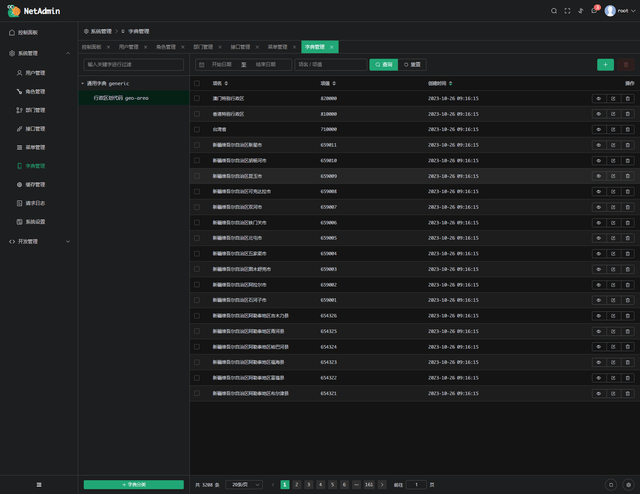 NetAdmin
3
root
控制面板
系统管理
用户管理
角色管理
部门管理
接口管理
菜单管理
字典管理
缓存管理
请求日志
系统设置
开发管理
系统管理 › 字典管理
控制面板 × 用户管理 × 角色管理 × 部门管理 × 接口管理 × 菜单管理 × 字典管理 ×
输入关键字进行过滤
通用字典 generic
行政区划代码 geo-area
+ 字典分类
开始日期 至 结束日期 项名 / 项值 查询 重置
项名 项值 创建时间 操作
澳门特别行政区 820000 2023-10-26 09:16:15
香港特别行政区 810000 2023-10-26 09:16:15
台湾省 710000 2023-10-26 09:16:15
新疆维吾尔自治区新星市 659011 2023-10-26 09:16:15
新疆维吾尔自治区胡杨河市 659010 2023-10-26 09:16:15
新疆维吾尔自治区昆玉市 659009 2023-10-26 09:16:15
新疆维吾尔自治区可克达拉市 659008 2023-10-26 09:16:15
新疆维吾尔自治区双河市 659007 2023-10-26 09:16:15
新疆维吾尔自治区铁门关市 659006 2023-10-26 09:16:15
新疆维吾尔自治区北屯市 659005 2023-10-26 09:16:15
新疆维吾尔自治区五家渠市 659004 2023-10-26 09:16:15
新疆维吾尔自治区图木舒克市 659003 2023-10-26 09:16:15
新疆维吾尔自治区阿拉尔市 659002 2023-10-26 09:16:15
新疆维吾尔自治区石河子市 659001 2023-10-26 09:16:15
新疆维吾尔自治区阿勒泰地区吉木乃县 654326 2023-10-26 09:16:15
新疆维吾尔自治区阿勒泰地区青河县 654325 2023-10-26 09:16:15
新疆维吾尔自治区阿勒泰地区哈巴河县 654324 2023-10-26 09:16:15
新疆维吾尔自治区阿勒泰地区福海县 654323 2023-10-26 09:16:15
新疆维吾尔自治区阿勒泰地区富蕴县 654322 2023-10-26 09:16:15
新疆维吾尔自治区阿勒泰地区布尔津县 654321 2023-10-26 09:16:15
共 3208 条 20条/页 1 2 3 4 5 6 ··· 161 前往 1 页